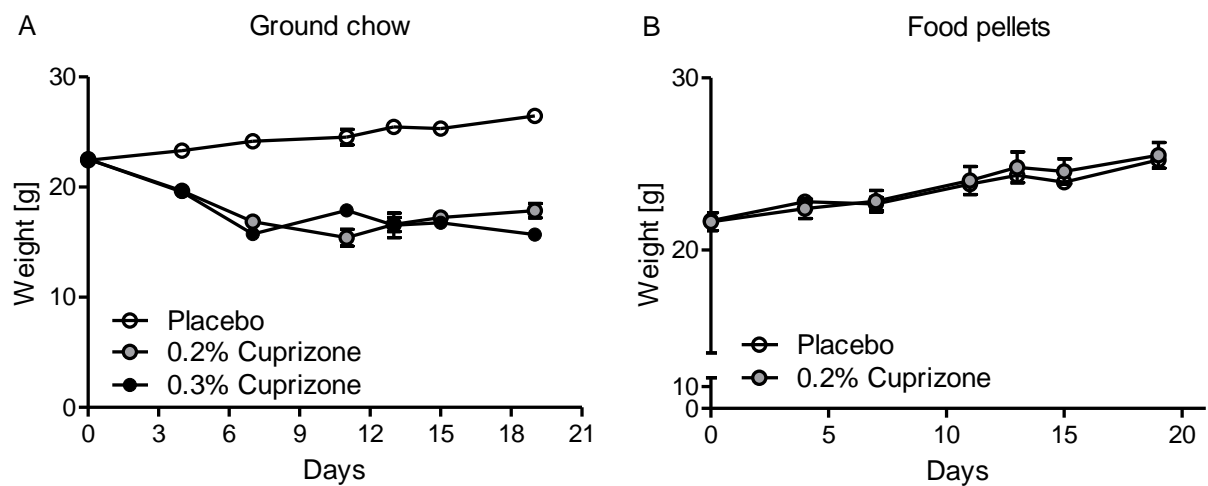 A
Ground chow
30
20
10
0
Weight [g]
Placebo
0.2% Cuprizone
0.3% Cuprizone
0 3 6 9 12 15 18 21
Days
B
Food pellets
30
20
10
0
Weight [g]
Placebo
0.2% Cuprizone
0 5 10 15 20
Days